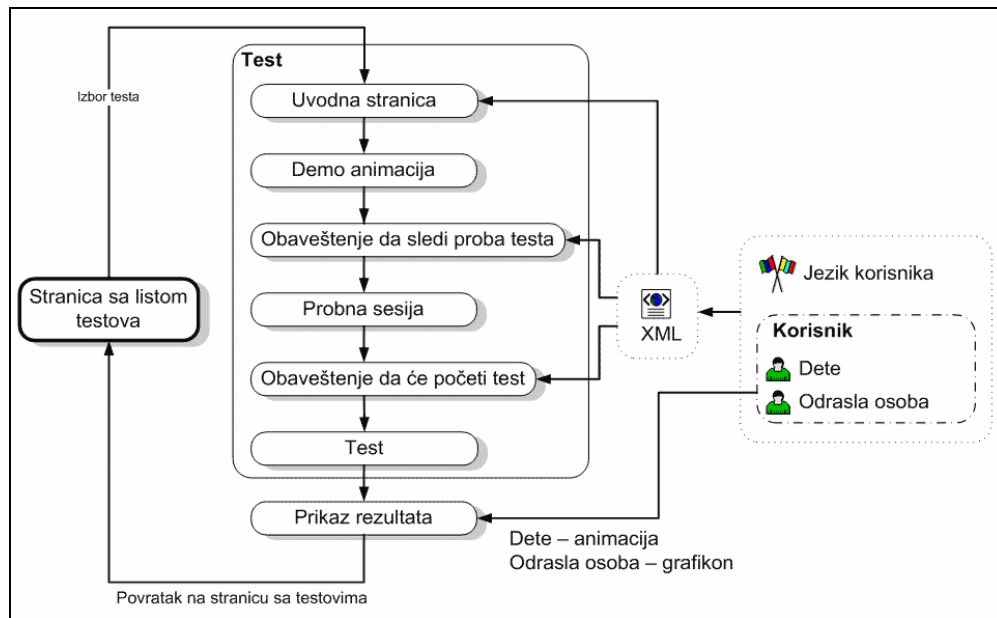 Izbor testa
Test
Uvodna stranica
Demo animacija
Obaveštenje da sledi proba testa
Probna sesija
Obaveštenje da će početi test
Test
Prikaz rezultata
Stranica sa listom
testova
XML
Jezik korisnika
Korisnik
Dete
Odrasla osoba
Dete – animacija
Odrasla osoba – grafikon
Povratak na stranicu sa testovima